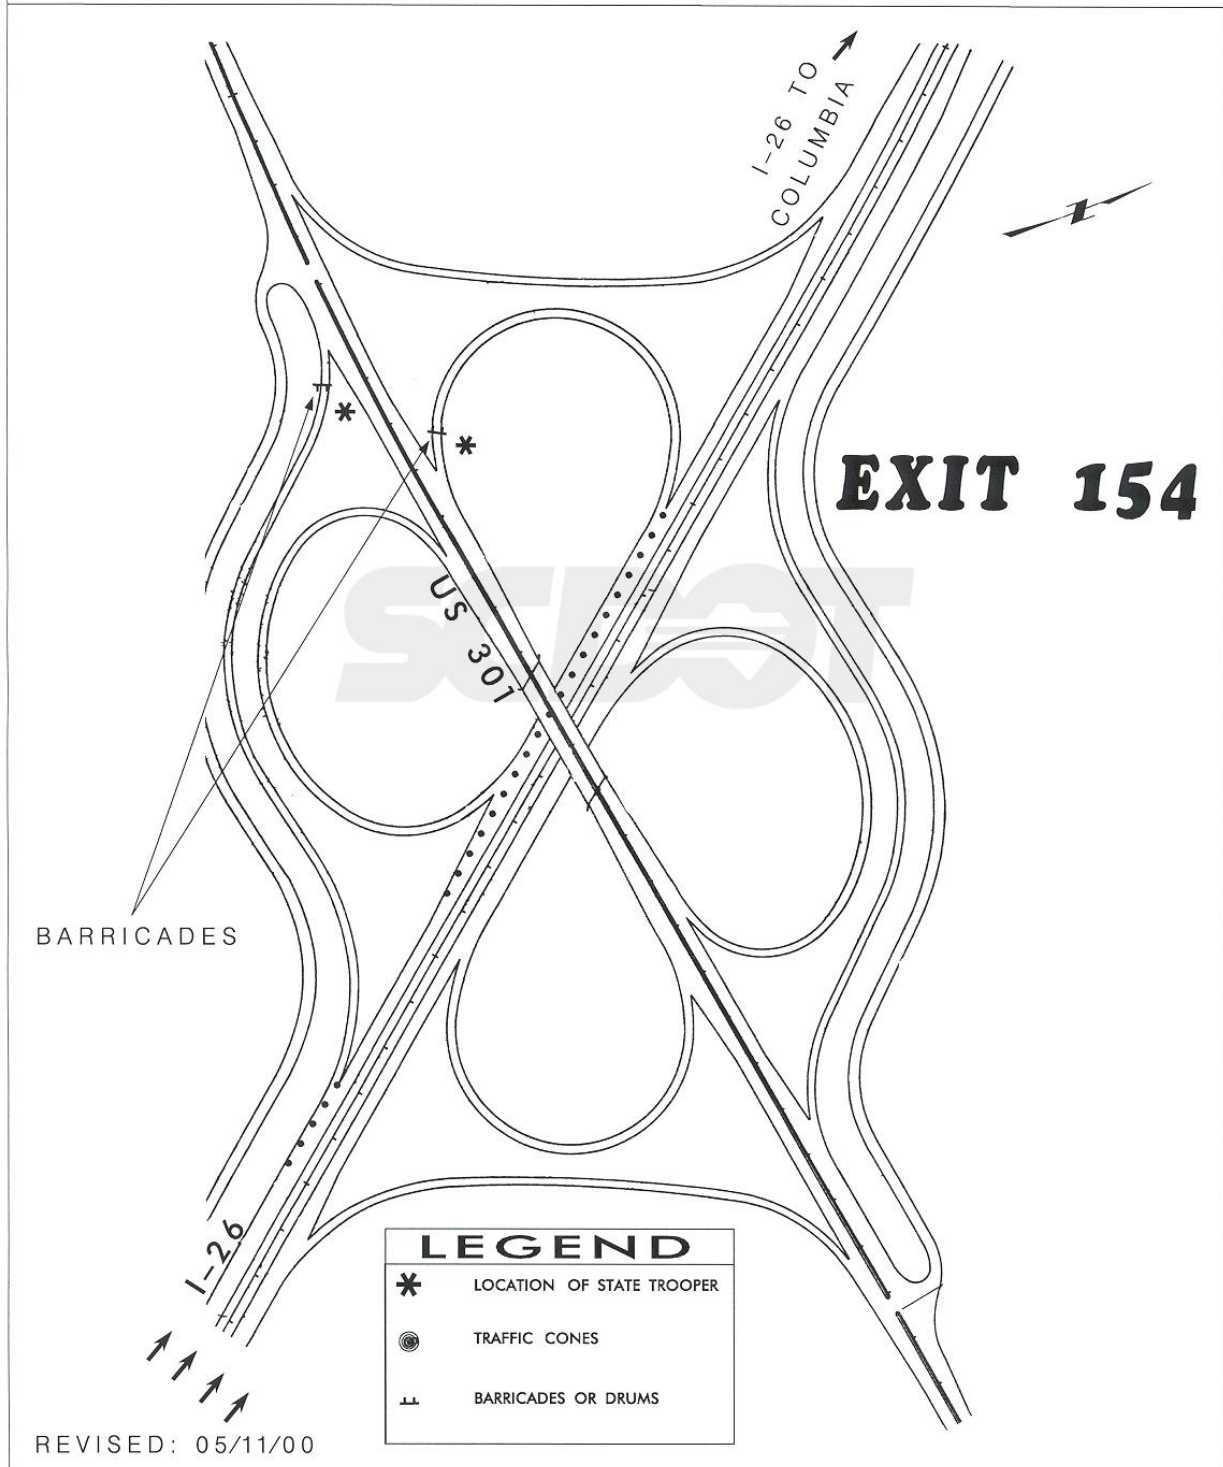 I-26 TO
COLUMBIA
EXIT 154
SCDOT
US 301
BARRICADES
I-26
LEGEND
LOCATION OF STATE TROOPER
TRAFFIC CONES
BARRICADES OR DRUMS
REVISED: 05/11/00